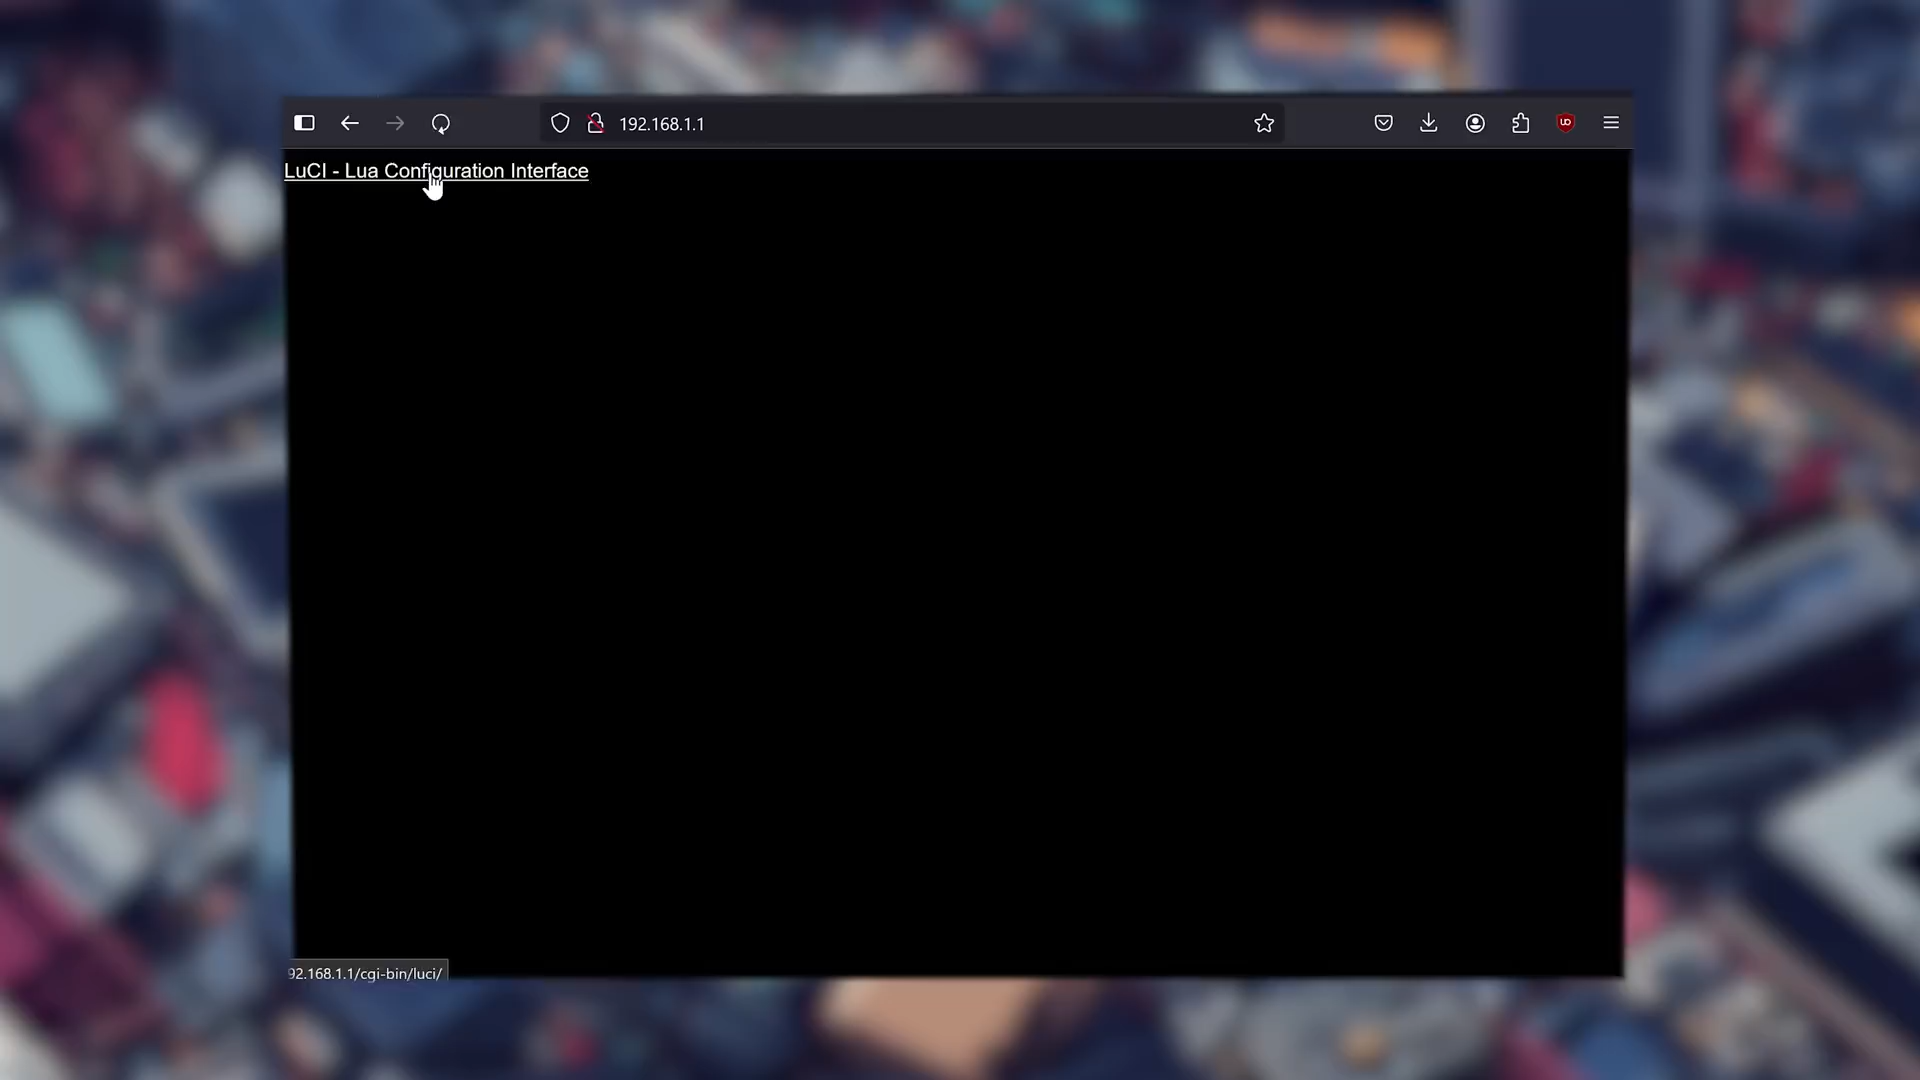 192.168.1.1
LuCI - Lua Configuration Interface
92.168.1.1/cgi-bin/luci/